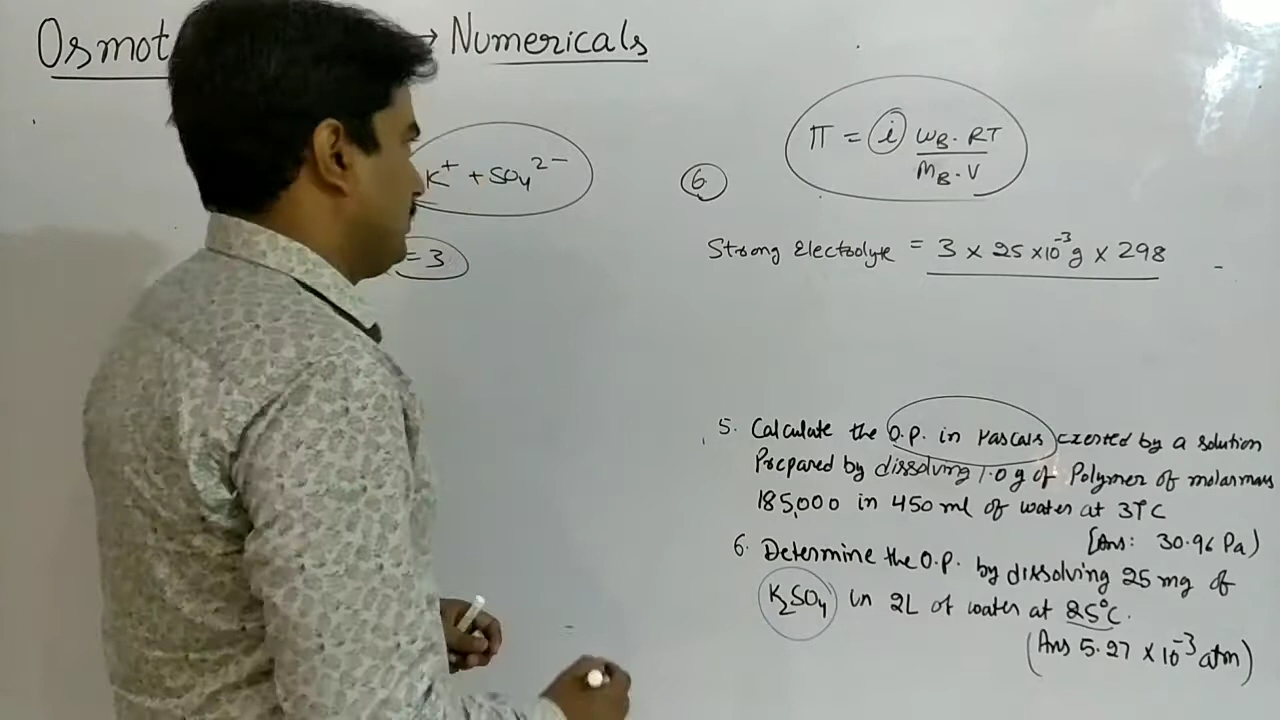 Osmot → Numericals
K⁺ + SO₄²⁻
= 3
6
π = i w_B . RT / M_B . V
Strong Electrolyte = 3 × 25 × 10⁻³ g × 298
5. Calculate the O.P. in Pascals exerted by a solution
Prepared by dissolving 1.0 g of Polymer of molar mass
185,000 in 450 ml of water at 37°C
[Ans: 30.96 Pa)
6. Determine the O.P. by dissolving 25 mg of
K₂SO₄ in 2L of water at 25°C.
(Ans 5.27 × 10⁻³ atm)